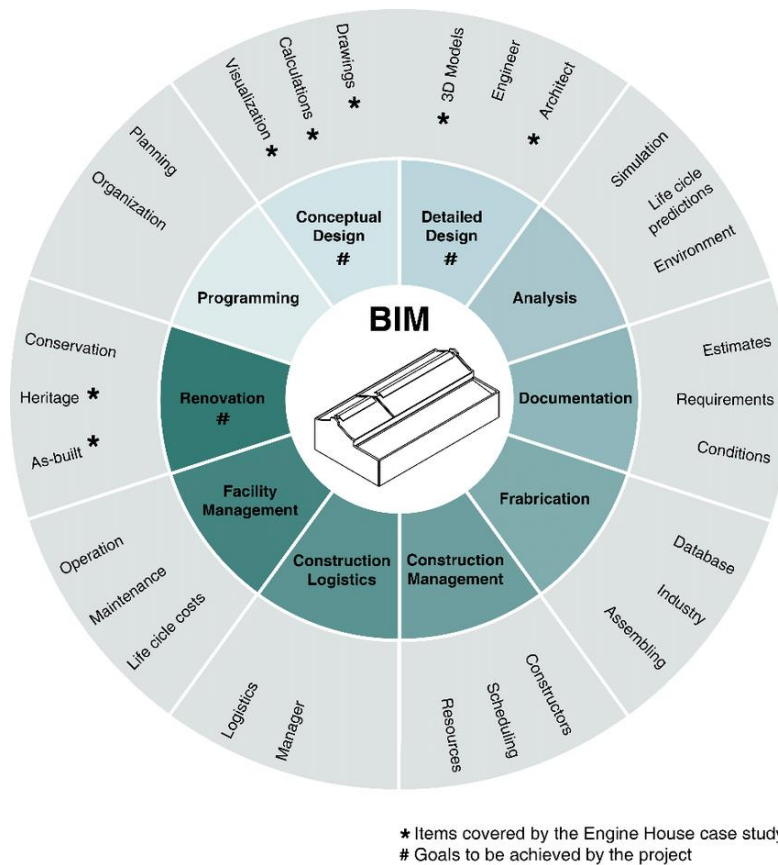 Visualization *
Calculations *
Drawings *
* 3D Models
Engineer
* Architect
Simulation
Life cicle
predictions
Environment
Estimates
Requirements
Conditions
Database
Industry
Assembling
Constructors
Scheduling
Resources
Manager
Logistics
Life cicle costs
Maintenance
Operation
As-built *
Heritage *
Conservation
Organization
Planning
Conceptual
Design
#
Detailed
Design
#
Analysis
Documentation
Frabrication
Construction
Management
Construction
Logistics
Facility
Management
Renovation
#
Programming
BIM
* Items covered by the Engine House case study
# Goals to be achieved by the project